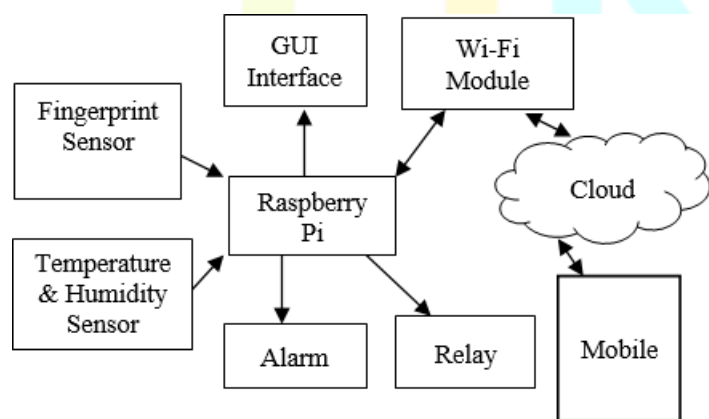 GUI
Interface
Wi-Fi
Module
Fingerprint
Sensor
Raspberry
Pi
Cloud
Temperature
& Humidity
Sensor
Alarm
Relay
Mobile